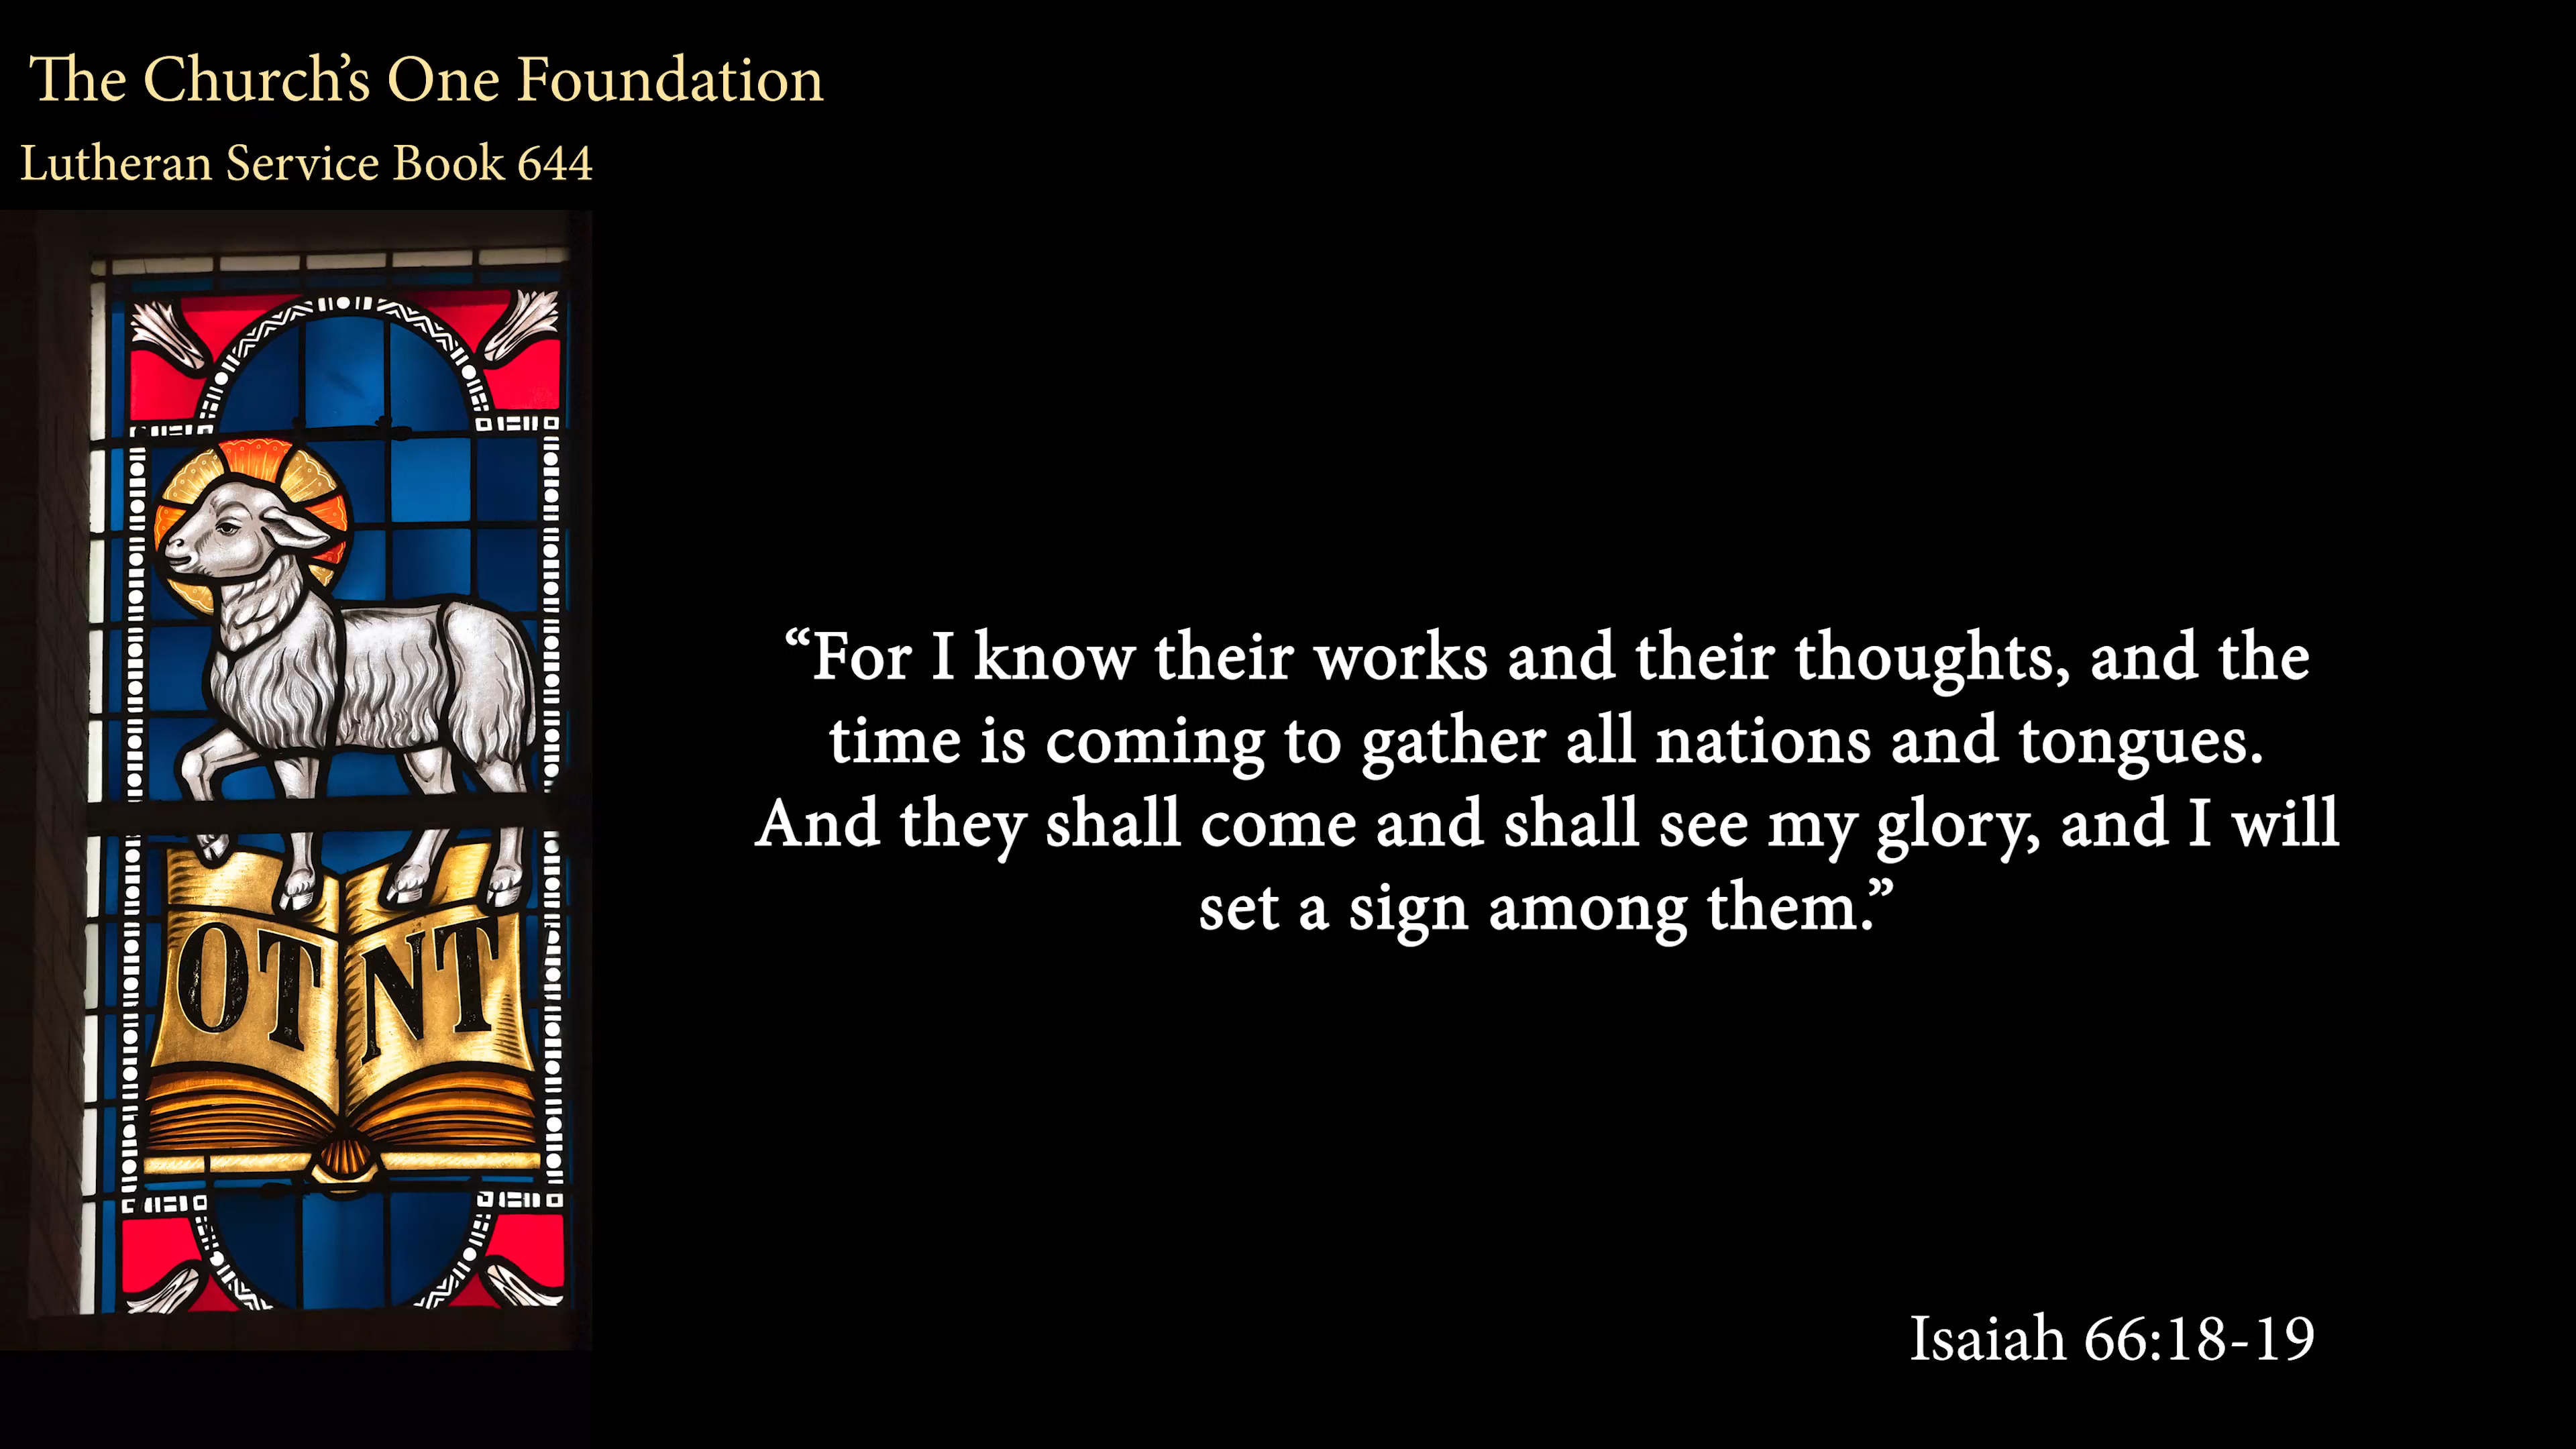 The Church’s One Foundation
Lutheran Service Book 644
“For I know their works and their thoughts, and the
time is coming to gather all nations and tongues.
And they shall come and shall see my glory, and I will
set a sign among them.”
OT NT
Isaiah 66:18-19